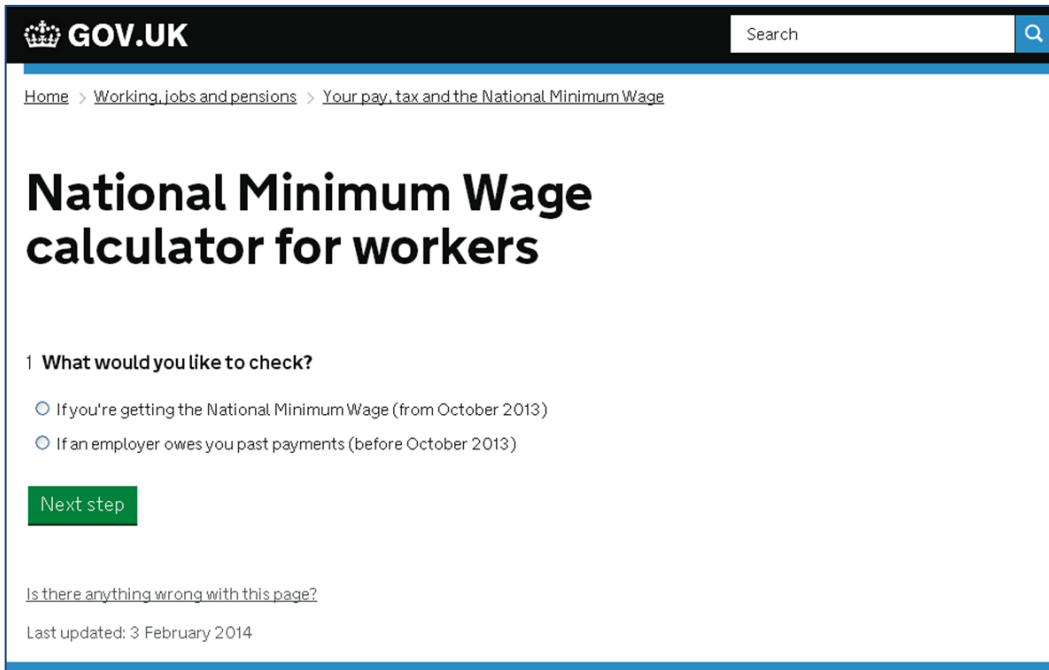 GOV.UK
Search
Home > Working, jobs and pensions > Your pay, tax and the National Minimum Wage
National Minimum Wage
calculator for workers
1 What would you like to check?
If you're getting the National Minimum Wage (from October 2013)
If an employer owes you past payments (before October 2013)
Next step
Is there anything wrong with this page?
Last updated: 3 February 2014